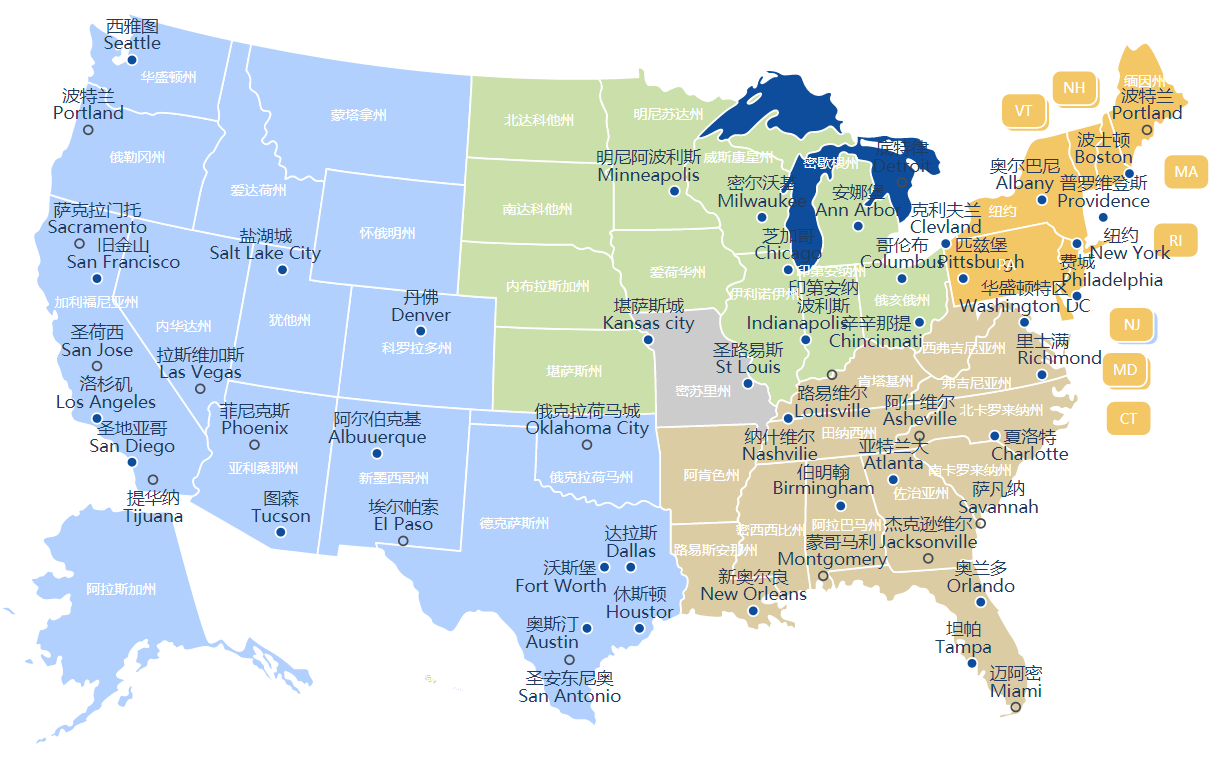 西雅图
Seattle
华盛顿州
波特兰
Portland
俄勒冈州
蒙塔拿州
爱达荷州
怀俄明州
萨克拉门托
Sacramento
旧金山
San Francisco
盐湖城
Salt Lake City
加利福尼亚州
内华达州
犹他州
丹佛
Denver
科罗拉多州
圣荷西
San Jose
拉斯维加斯
Las Vegas
洛杉矶
Los Angeles
圣地亚哥
San Diego
提华纳
Tijuana
菲尼克斯
Phoenix
亚利桑那州
图森
Tucson
阿尔伯克基
Albuuerque
新墨西哥州
埃尔帕索
El Paso
阿拉斯加州
北达科他州
南达科他州
内布拉斯加州
堪萨斯州
明尼苏达州
明尼阿波利斯
Minneapolis
威斯康星州
密尔沃基
Milwaukee
爱荷华州
芝加哥
Chicago
伊利诺伊州
堪萨斯城
Kansas city
密苏里州
圣路易斯
St Louis
俄克拉荷马城
Oklahoma City
俄克拉荷马州
德克萨斯州
达拉斯
Dallas
沃斯堡
Fort Worth
休斯顿
Houstor
奥斯汀
Austin
圣安东尼奥
San Antonio
密歇根州
底特律
Detroit
安娜堡
Ann Arbor
克利夫兰
Clevland
哥伦布
Columbus
匹兹堡
Pittsburgh
印第安纳州
印第安纳
波利斯
Indianapolis
俄亥俄州
辛辛那提
Chincinnati
路易维尔
Louisville
肯塔基州
纳什维尔
Nashvilie
田纳西州
阿肯色州
路易斯安那州
密西西比州
新奥尔良
New Orleans
伯明翰
Birmingham
阿拉巴马州
蒙哥马利
Montgomery
亚特兰大
Atlanta
佐治亚州
阿什维尔
Asheville
北卡罗来纳州
夏洛特
Charlotte
南卡罗来纳州
萨凡纳
Savannah
杰克逊维尔
Jacksonville
奥兰多
Orlando
坦帕
Tampa
迈阿密
Miami
西弗吉尼亚州
弗吉尼亚州
里士满
Richmond
华盛顿特区
Washington DC
费城
Philadelphia
纽约
New York
纽约
奥尔巴尼
Albany
普罗维登斯
Providence
波士顿
Boston
缅因州
波特兰
Portland
VT
NH
MA
RI
NJ
MD
CT